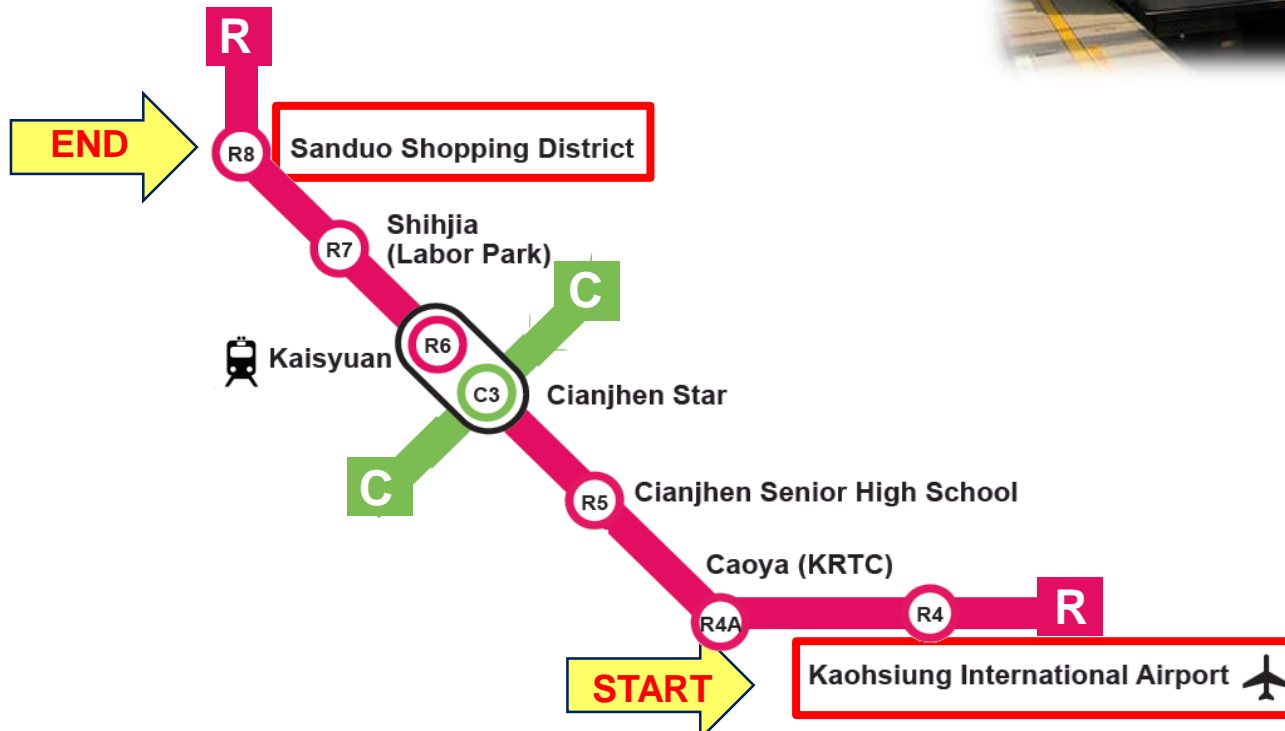 R
END
R8
Sanduo Shopping District
Shihjia
(Labor Park)
R7
C
R6
Kaisyuan
C3
Cianjhen Star
C
R5
Cianjhen Senior High School
Caoya (KRTC)
R4A
R4
R
START
Kaohsiung International Airport